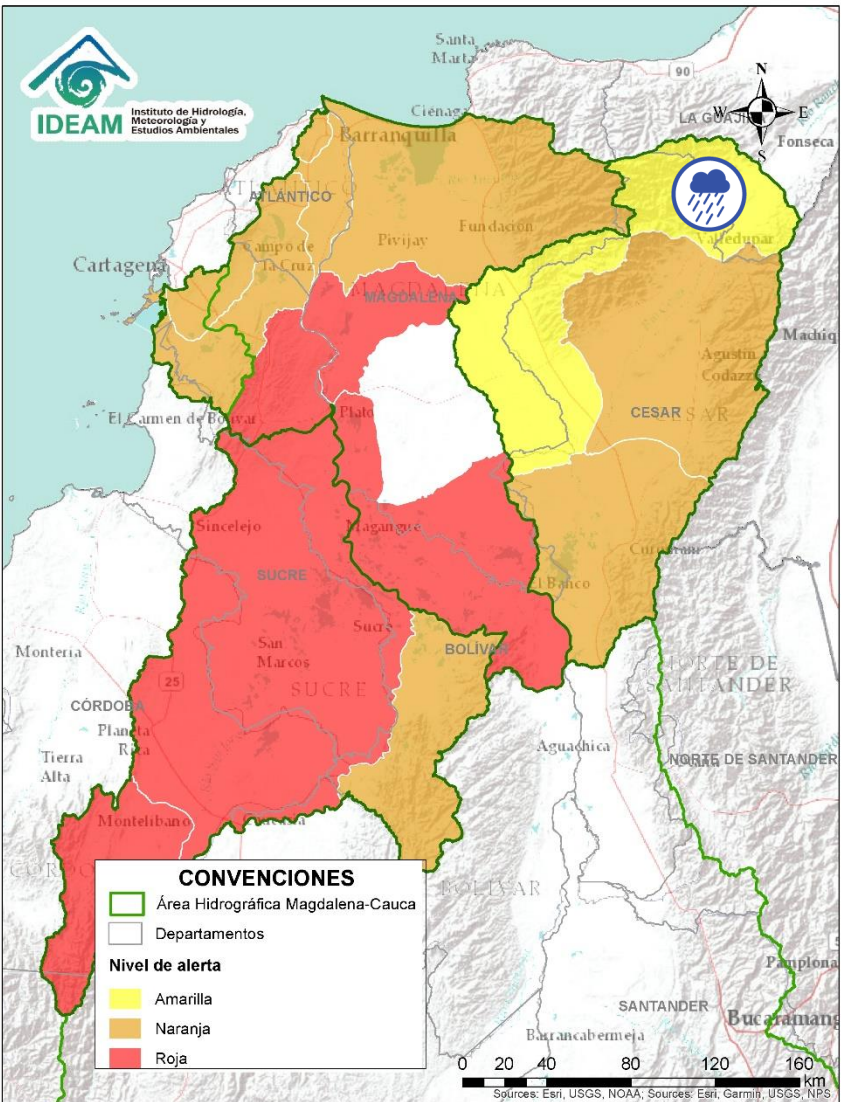 IDEAM
Instituto de Hidrología,
Meteorología y
Estudios Ambientales
Santa
Marta
90
N
W
E
S
Ciénaga
LA GUAJI
Fonseca
Barranquilla
ATLÁNTICO
Fundación
Pivijay
Valledupar
Campo de
la Cruz
Cartagena
MAGDALENA
MAGDALENA
Machiq
Agustín
Codazzi
El Carmen de Bolívar
Plato
CESAR
CESAR
Sincelejo
Magangué
SUCRE
El Banco
Sucre
BOLÍVAR
Montería
San
Marcos
25
SUCRE
NORTE DE
SANTANDER
CÓRDOBA
Planeta
Rica
Tierra
Alta
Aguachica
NORTE DE SANTANDER
Montelíbano
BOLÍVAR
CONVENCIONES
Área Hidrográfica Magdalena-Cauca
Departamentos
Nivel de alerta
Amarilla
Naranja
Roja
Pamplona
SANTANDER
Bucaramang
Barrancabermeja
0 20 40 80 120 160
km
Sources: Esri, USGS, NOAA; Sources: Esri, Garmin, USGS, NPS